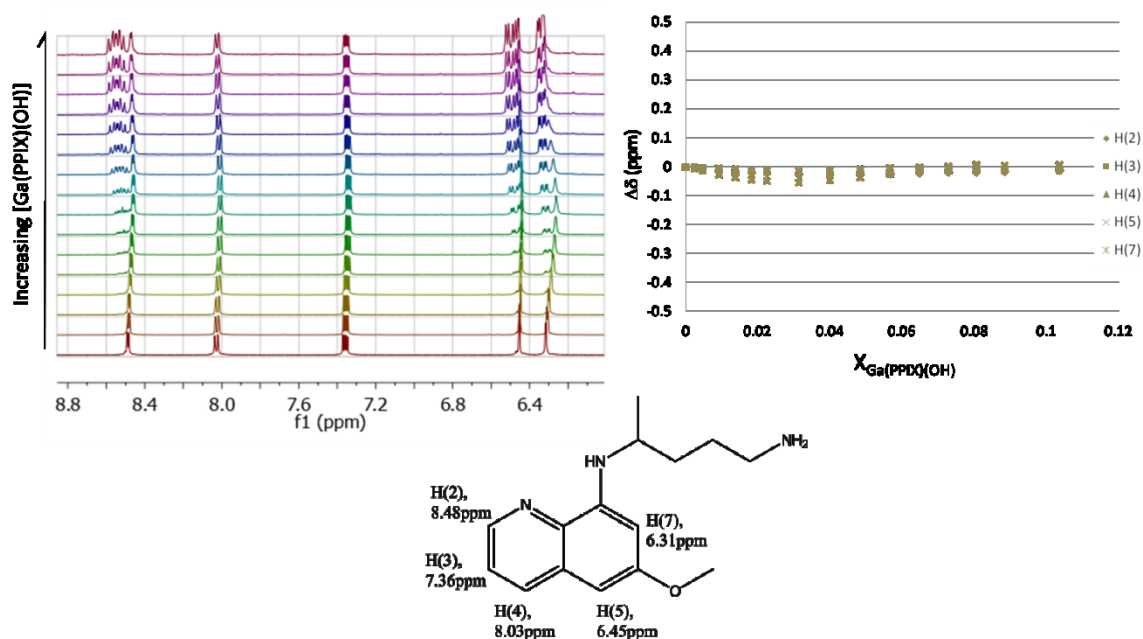 Increasing [Ga(PPIX)(OH)]
8.8 8.4 8.0 7.6 7.2 6.8 6.4
f1 (ppm)
0.5
0.4
0.3
0.2
0.1
0
-0.1
-0.2
-0.3
-0.4
-0.5
Δδ (ppm)
0 0.02 0.04 0.06 0.08 0.1 0.12
XGa(PPIX)(OH)
H(2)
H(3)
H(4)
H(5)
H(7)
NH2
HN
H(2),
8.48ppm
N
H(7),
6.31ppm
H(3),
7.36ppm
O
H(4),
8.03ppm
H(5),
6.45ppm